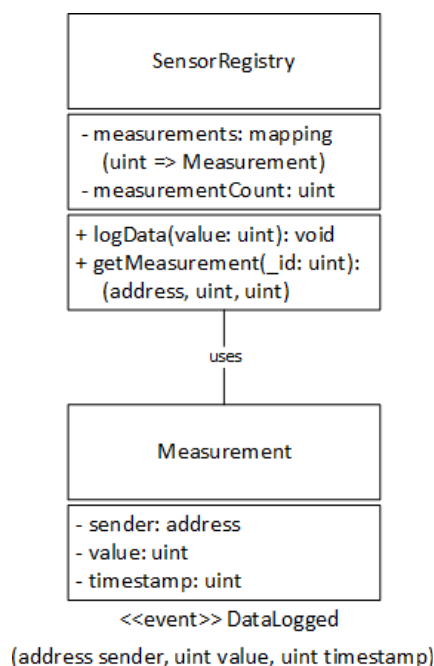 SensorRegistry
- measurements: mapping
(uint => Measurement)
- measurementCount: uint
+ logData(value: uint): void
+ getMeasurement(_id: uint):
(address, uint, uint)
uses
Measurement
- sender: address
- value: uint
- timestamp: uint
<<event>> DataLogged
(address sender, uint value, uint timestamp)